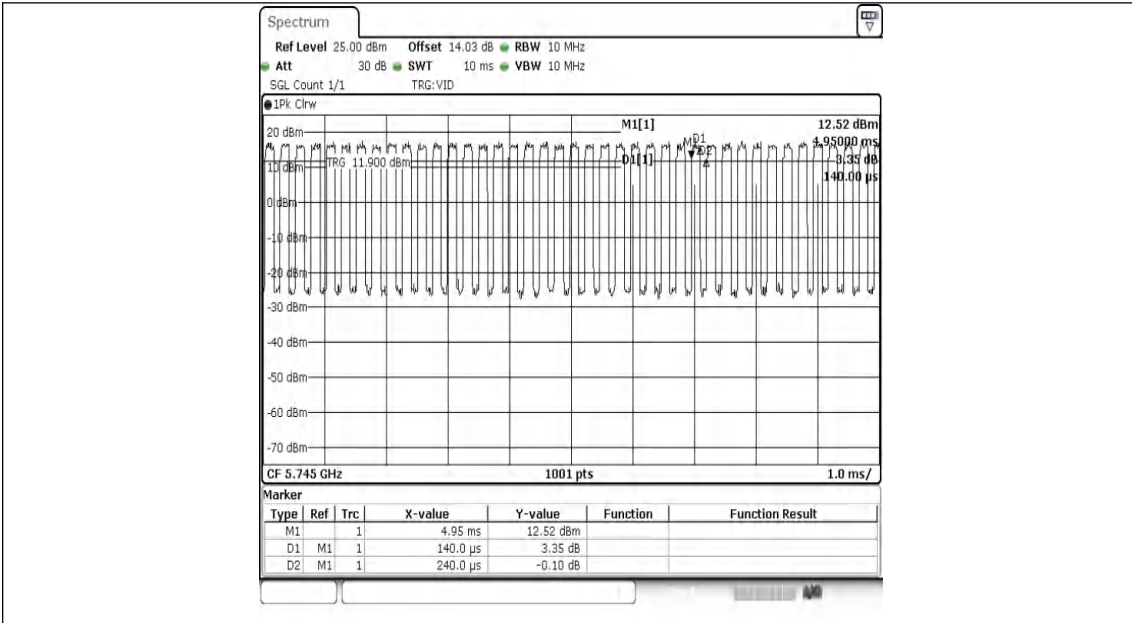 Spectrum
Ref Level 25.00 dBm Offset 14.03 dB RBW 10 MHz
Att 30 dB SWT 10 ms VBW 10 MHz
SGL Count 1/1 TRG:VID
1Pk Clrw
M1[1] 12.52 dBm
4.95000 ms
D1[1] 3.35 dB
140.00 µs
20 dBm
M1 D1
D2
TRG 11.900 dBm
10 dBm
0 dBm
-10 dBm
-20 dBm
-30 dBm
-40 dBm
-50 dBm
-60 dBm
-70 dBm
CF 5.745 GHz 1001 pts 1.0 ms/
Marker
Type Ref Trc X-value Y-value Function Function Result
M1 1 4.95 ms 12.52 dBm
D1 M1 1 140.0 µs 3.35 dB
D2 M1 1 240.0 µs -0.10 dB